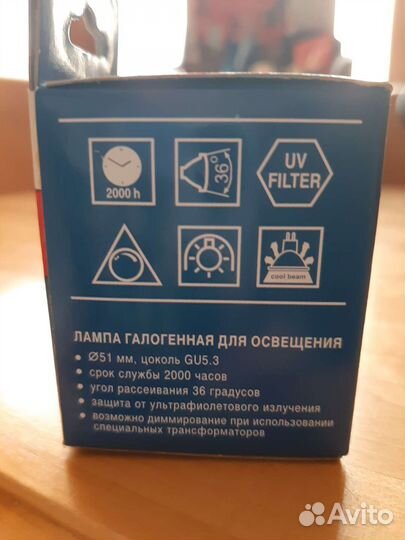 2000 h
36°
UV
FILTER
cool beam
ЛАМПА ГАЛОГЕННАЯ ДЛЯ ОСВЕЩЕНИЯ
• Ø51 мм, цоколь GU5.3
• срок службы 2000 часов
• угол рассеивания 36 градусов
• защита от ультрафиолетового излучения
• возможно диммирование при использовании
специальных трансформаторов
Avito